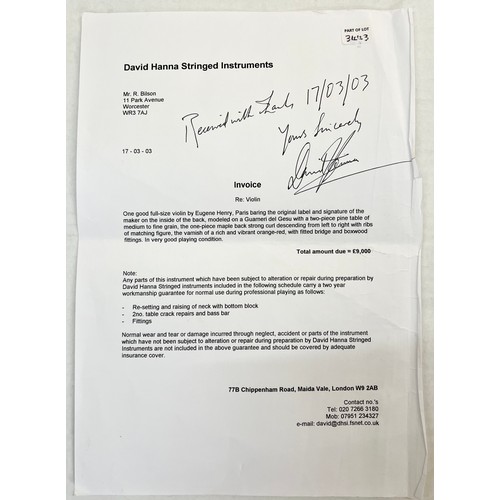 PART OF LOT
3423
David Hanna Stringed Instruments
Mr. R. Bilson
11 Park Avenue
Worcester
WR3 7AJ
Received with thanks 17/03/03
Yours Sincerely
17 - 03 - 03
Invoice
Re: Violin
One good full-size violin by Eugene Henry, Paris baring the original label and signature of the
maker on the inside of the back, modeled on a Guarneri del Gesu with a two-piece pine table of
medium to fine grain, the one-piece maple back strong curl descending from left to right with ribs
of matching figure, the varnish of a rich and vibrant orange-red, with fitted bridge and boxwood
fittings. In very good playing condition.
Total amount due = £9,000
Note:
Any parts of this instrument which have been subject to alteration or repair during preparation by
David Hanna Stringed instruments included in the following schedule carry a two year
workmanship guarantee for normal use during professional playing as follows:
- Re-setting and raising of neck with bottom block
- 2no. table crack repairs and bass bar
- Fittings
Normal wear and tear or damage incurred through neglect, accident or parts of the instrument
which have not been subject to alteration or repair during preparation by David Hanna Stringed
Instruments are not included in the above guarantee and should be covered by adequate
insurance cover.
77B Chippenham Road, Maida Vale, London W9 2AB
Contact no.'s
Tel: 020 7266 3180
Mob: 07951 234327
e-mail: david@dhsi.fsnet.co.uk